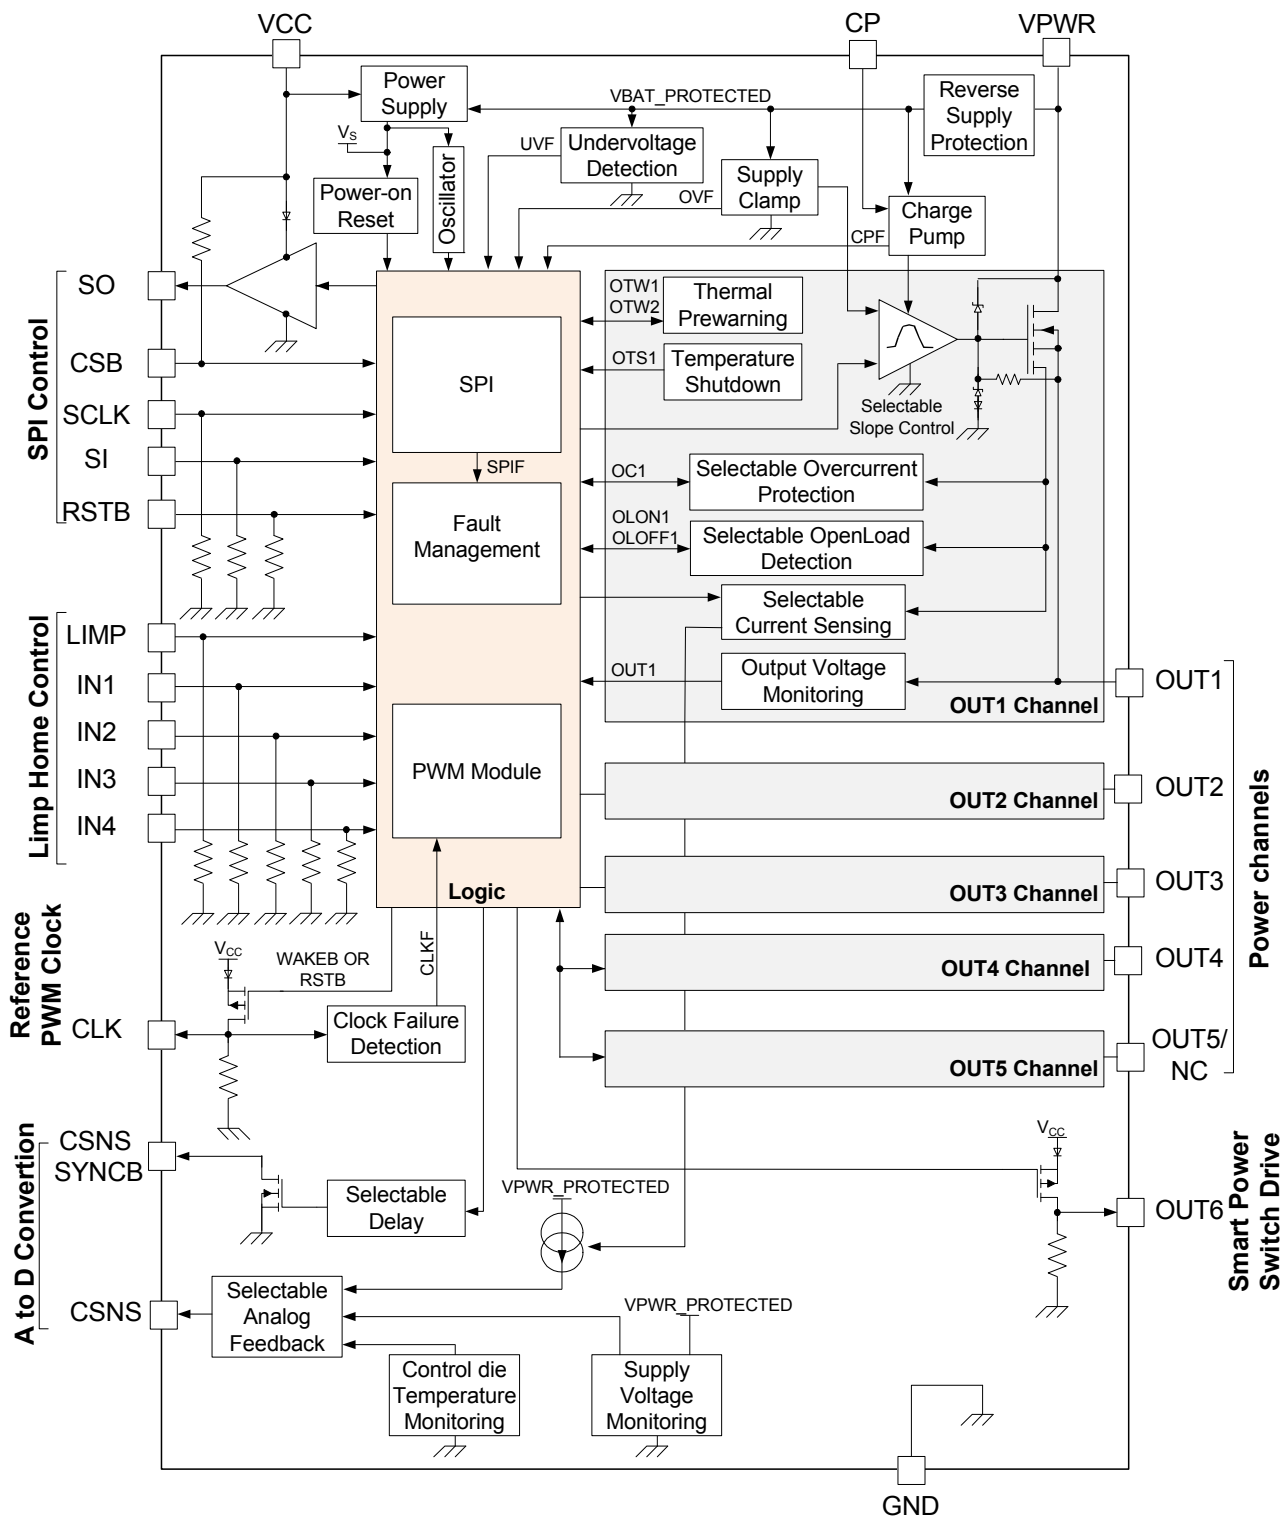 VCC
CP
VPWR
Power
Supply
VBAT_PROTECTED
Reverse
Supply
Protection
VS
UVF
Undervoltage
Detection
Oscillator
Power-on
Reset
OVF
Supply
Clamp
Charge
Pump
CPF
SPI Control
SO
CSB
SCLK
SI
RSTB
OTW1
OTW2
Thermal
Prewarning
OTS1
Temperature
Shutdown
SPI
Selectable
Slope Control
SPIF
OC1
Selectable Overcurrent
Protection
Fault
Management
OLON1
OLOFF1
Selectable OpenLoad
Detection
Selectable
Current Sensing
OUT1
Output Voltage
Monitoring
OUT1 Channel
Limp Home Control
LIMP
IN1
IN2
IN3
IN4
PWM Module
Logic
OUT2 Channel
OUT3 Channel
OUT4 Channel
OUT5 Channel
Power channels
OUT1
OUT2
OUT3
OUT4
OUT5/
NC
Reference
PWM Clock
CLK
VCC
WAKEB OR
RSTB
CLKF
Clock Failure
Detection
A to D Convertion
CSNS
SYNCB
CSNS
Selectable
Delay
VPWR_PROTECTED
VCC
OUT6
Smart Power
Switch Drive
Selectable
Analog
Feedback
VPWR_PROTECTED
Control die
Temperature
Monitoring
Supply
Voltage
Monitoring
GND